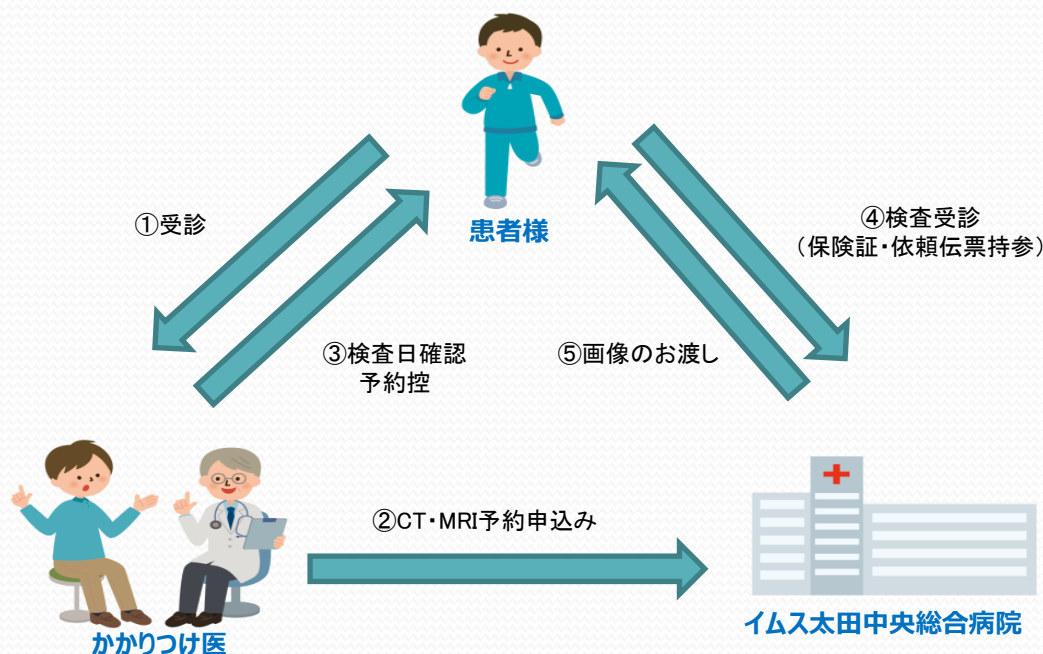 患者様
①受診
④検査受診
（保険証・依頼伝票持参）
③検査日確認
予約控
⑤画像のお渡し
②CT・MRI予約申込み
かかりつけ医
イムス太田中央総合病院